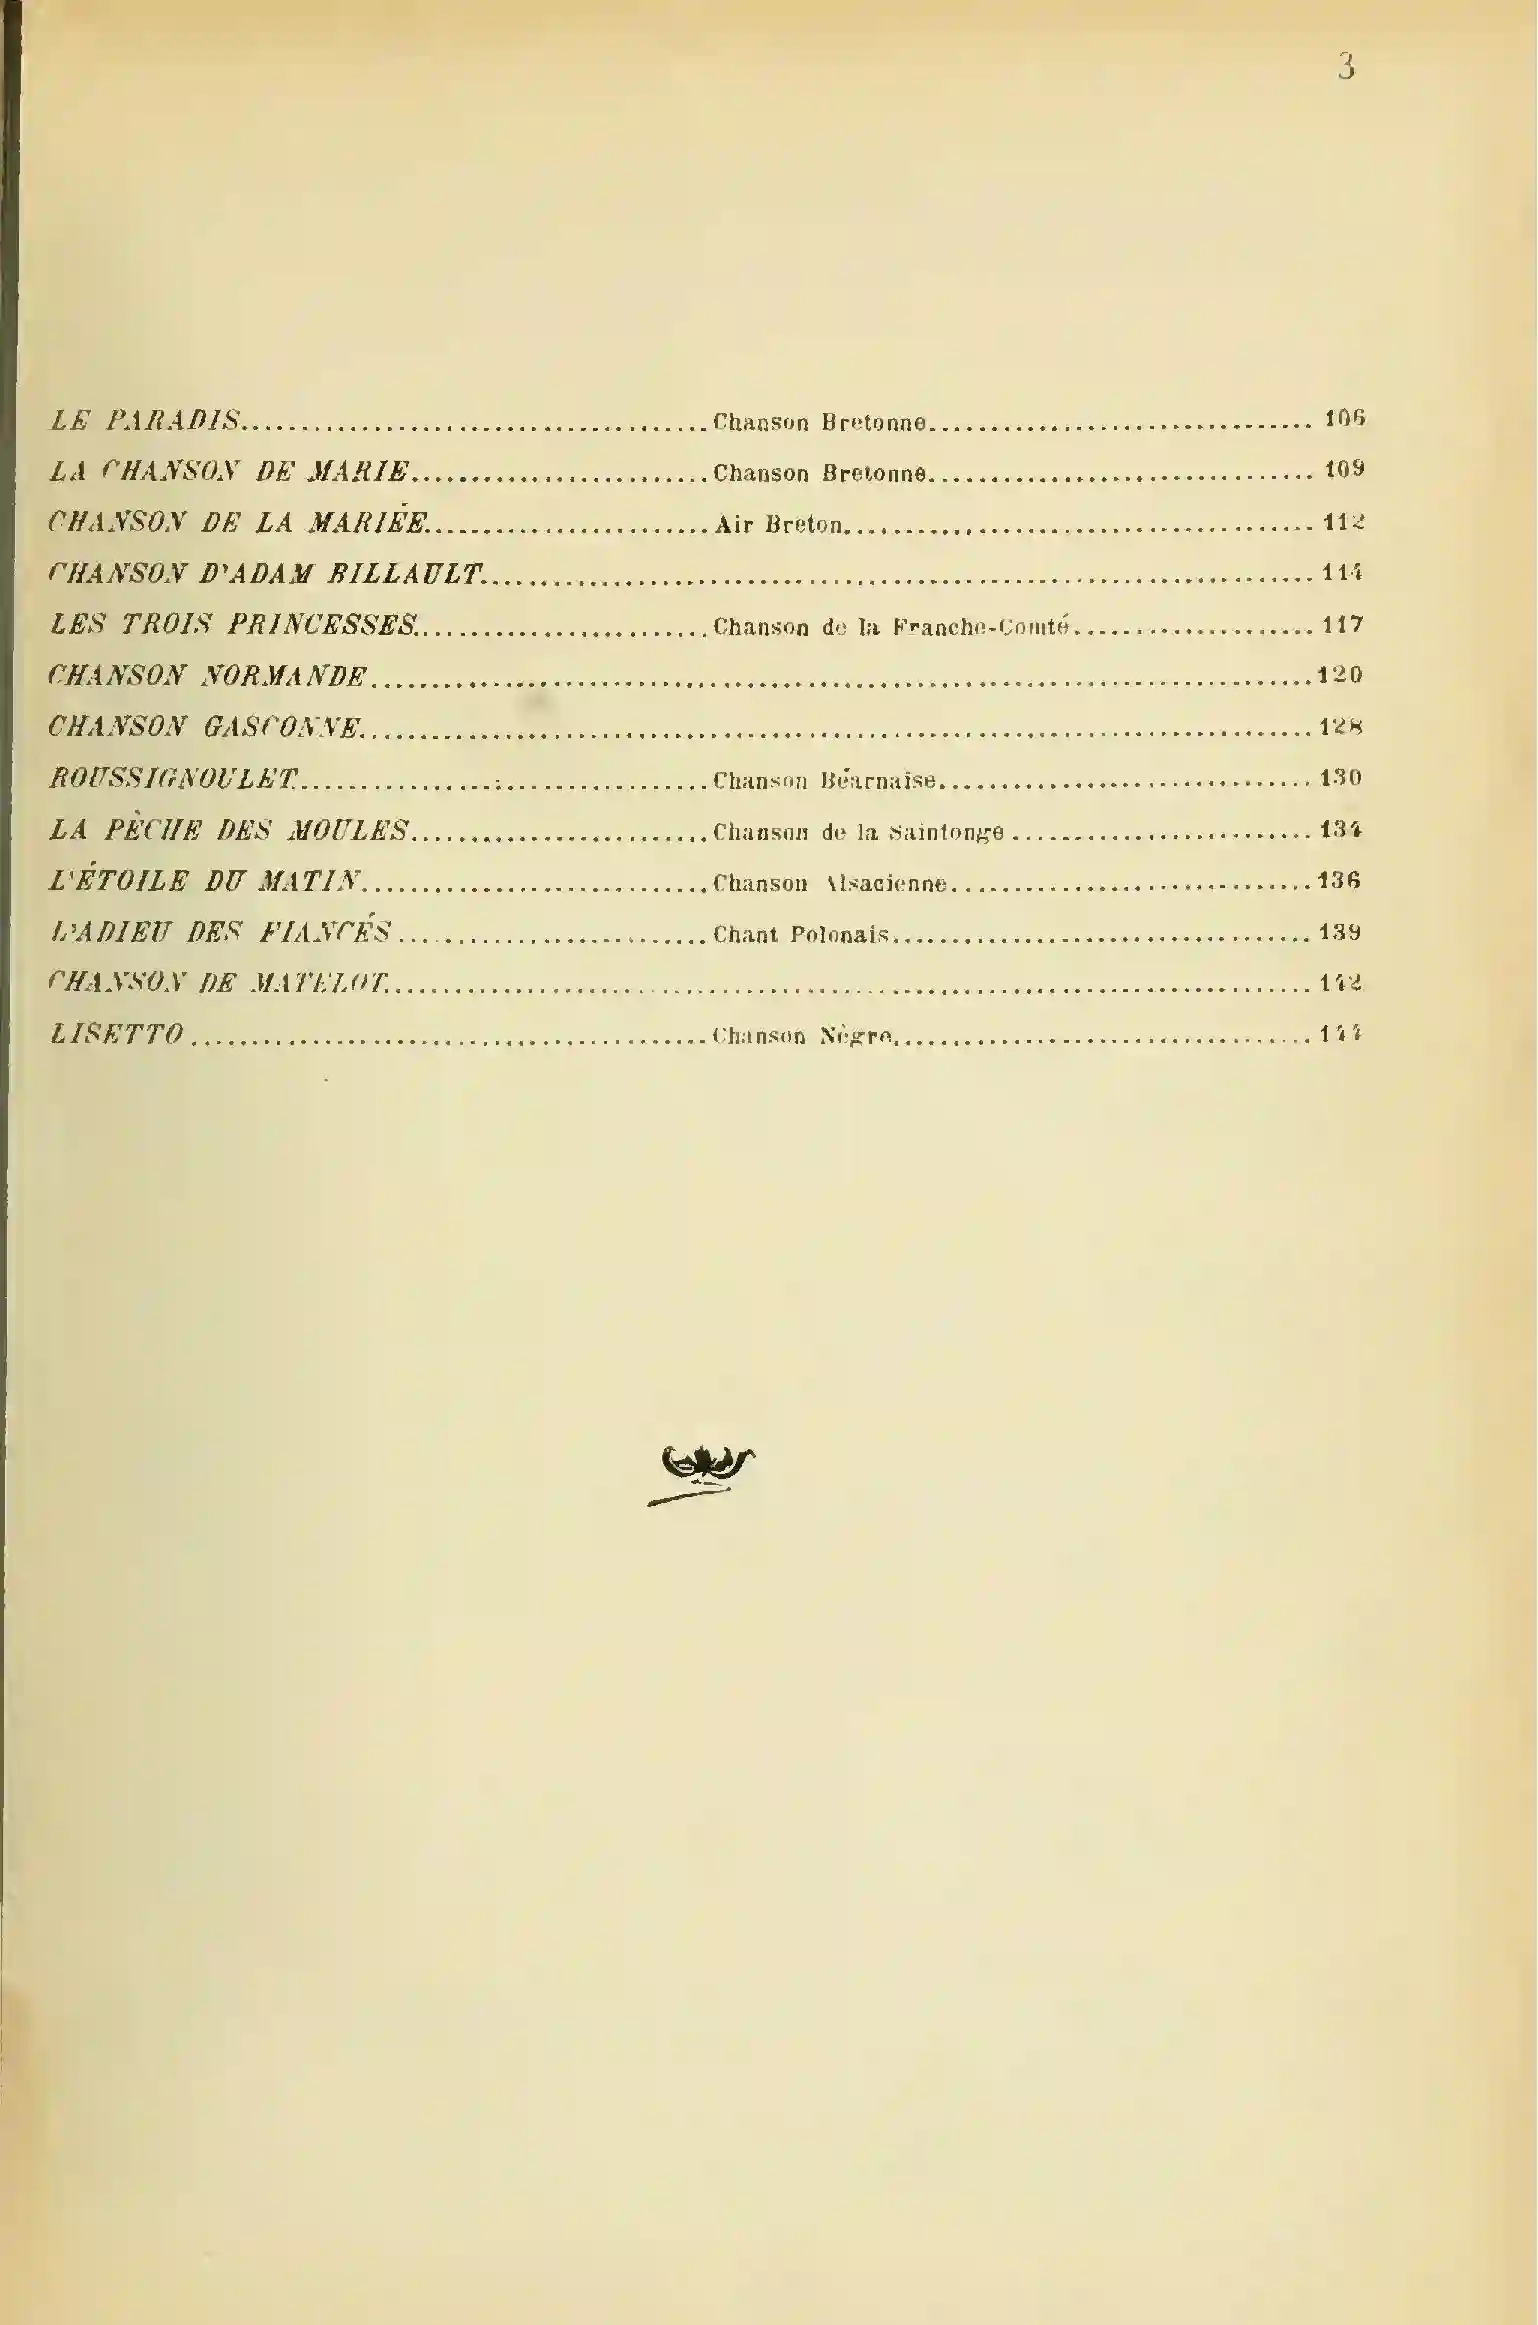 3
LE PARADIS........................................Chanson Bretonne................................ 106
LA CHANSON DE MARIE.........................Chanson Bretonne................................ 109
CHANSON DE LA MARIÉE........................Air Breton....................................... 112
CHANSON D'ADAM BILLAULT..................................................................... 114
LES TROIS PRINCESSES.........................Chanson de la Franche-Comté.................... 117
CHANSON NORMANDE..............................................................................120
CHANSON GASCONNE..............................................................................128
ROUSSIGNOULET..................................Chanson Béarnaise...............................130
LA PÈCHE DES MOULES.........................Chanson de la Saintonge.........................134
L'ÉTOILE DU MATIN.............................Chanson Alsacienne..............................136
L'ADIEU DES FIANCÉS..........................Chant Polonais...................................139
CHANSON DE MATELOT............................................................................142
LISETTO...........................................Chanson Nègre...................................144